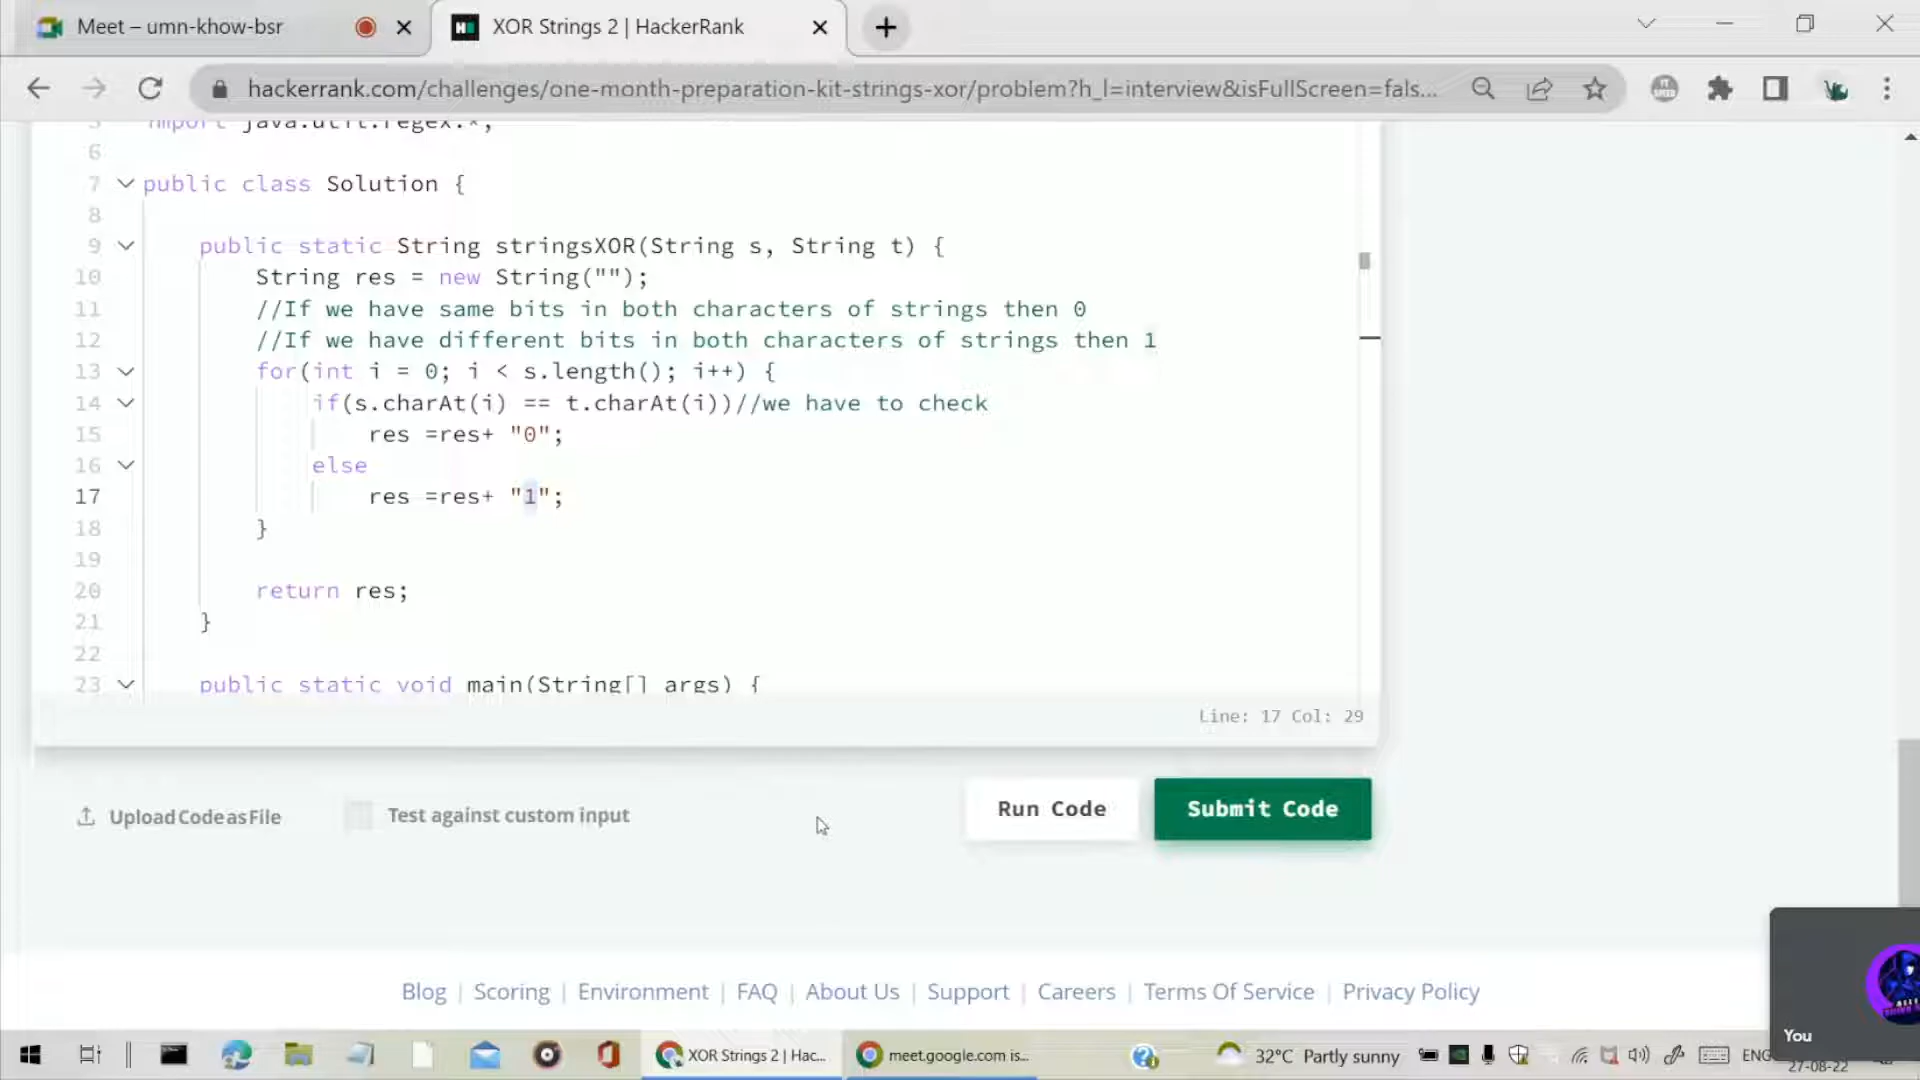 Meet – umn-khow-bsr
XOR Strings 2 | HackerRank
hackerrank.com/challenges/one-month-preparation-kit-strings-xor/problem?h_l=interview&isFullScreen=fals...
5 import java.util.regex.*;
6
7 public class Solution {
8
9 public static String stringsXOR(String s, String t) {
10 String res = new String("");
11 //If we have same bits in both characters of strings then 0
12 //If we have different bits in both characters of strings then 1
13 for(int i = 0; i < s.length(); i++) {
14 if(s.charAt(i) == t.charAt(i))//we have to check
15 res =res+ "0";
16 else
17 res =res+ "1";
18 }
19
20 return res;
21 }
22
23 public static void main(String[] args) {
Line: 17 Col: 29
Upload Code as File
Test against custom input
Run Code
Submit Code
Blog | Scoring | Environment | FAQ | About Us | Support | Careers | Terms Of Service | Privacy Policy
You
XOR Strings 2 | Hac...
meet.google.com is...
32°C Partly sunny
ENG
27-08-22